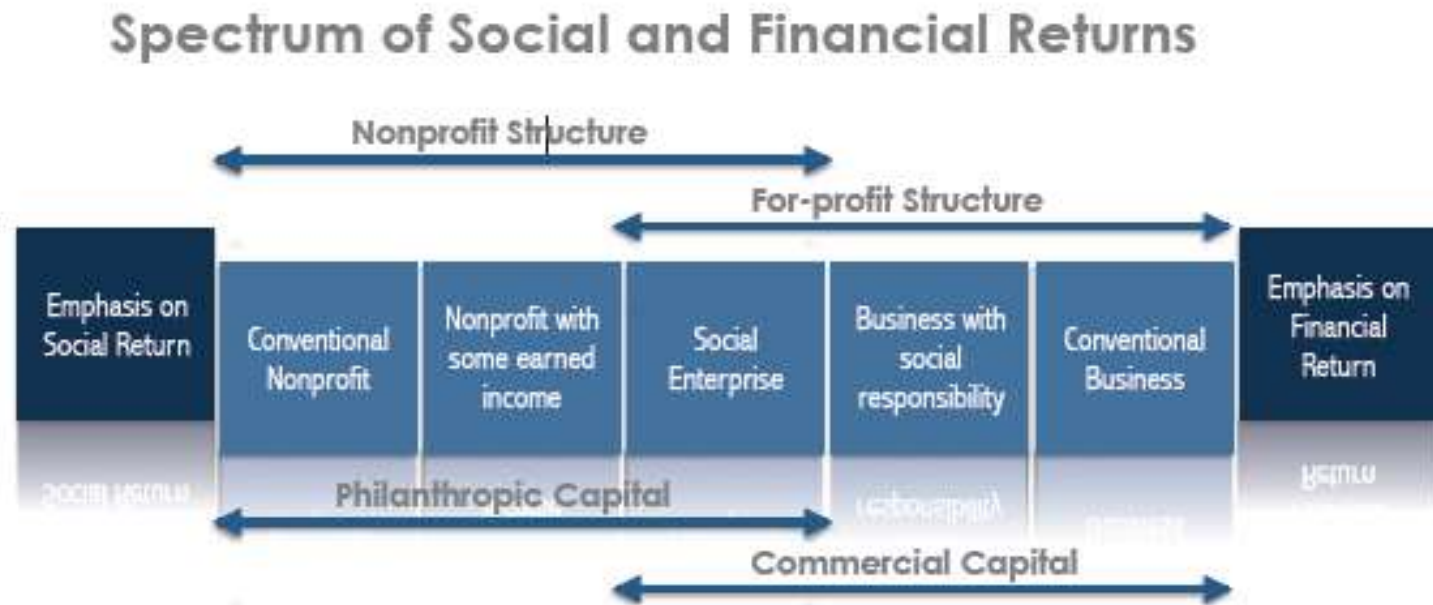 Spectrum of Social and Financial Returns
Nonprofit Structure
For-profit Structure
Emphasis on
Social Return
Conventional
Nonprofit
Nonprofit with
some earned
income
Social
Enterprise
Business with
social
responsibility
Conventional
Business
Emphasis on
Financial
Return
Philanthropic Capital
Commercial Capital